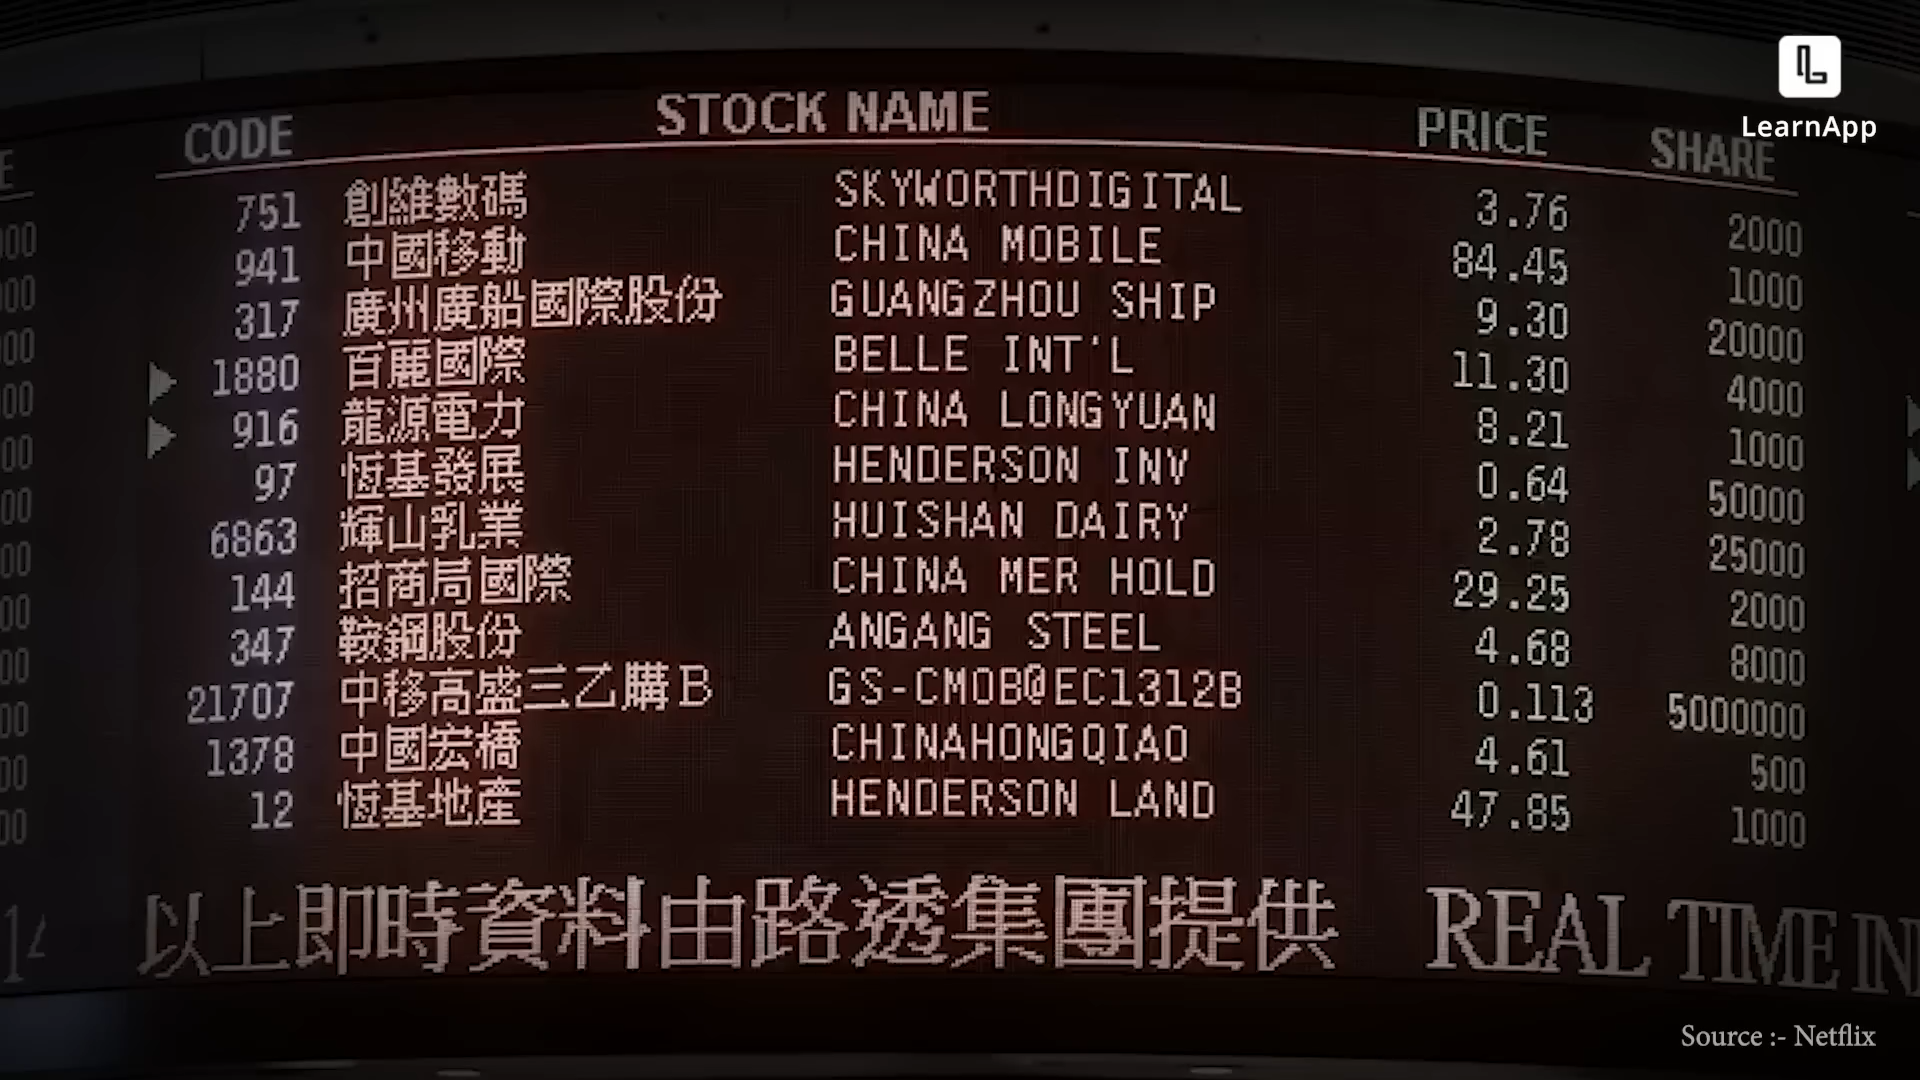 LearnApp
CODE STOCK NAME PRICE SHARE
751 創維數碼 SKYWORTHDIGITAL 3.76 2000
941 中國移動 CHINA MOBILE 84.45 1000
317 廣州廣船國際股份 GUANGZHOU SHIP 9.30 20000
1880 百麗國際 BELLE INT'L 11.30 4000
916 龍源電力 CHINA LONGYUAN 8.21 1000
97 恆基發展 HENDERSON INV 0.64 50000
6863 輝山乳業 HUISHAN DAIRY 2.78 25000
144 招商局國際 CHINA MER HOLD 29.25 2000
347 鞍鋼股份 ANGANG STEEL 4.68 8000
21707 中移高盛三乙購B GS-CMOB@EC1312B 0.113 5000000
1378 中國宏橋 CHINAHONGQIAO 4.61 500
12 恆基地產 HENDERSON LAND 47.85 1000
以上即時資料由路透集團提供 REAL TIME IN
Source :- Netflix